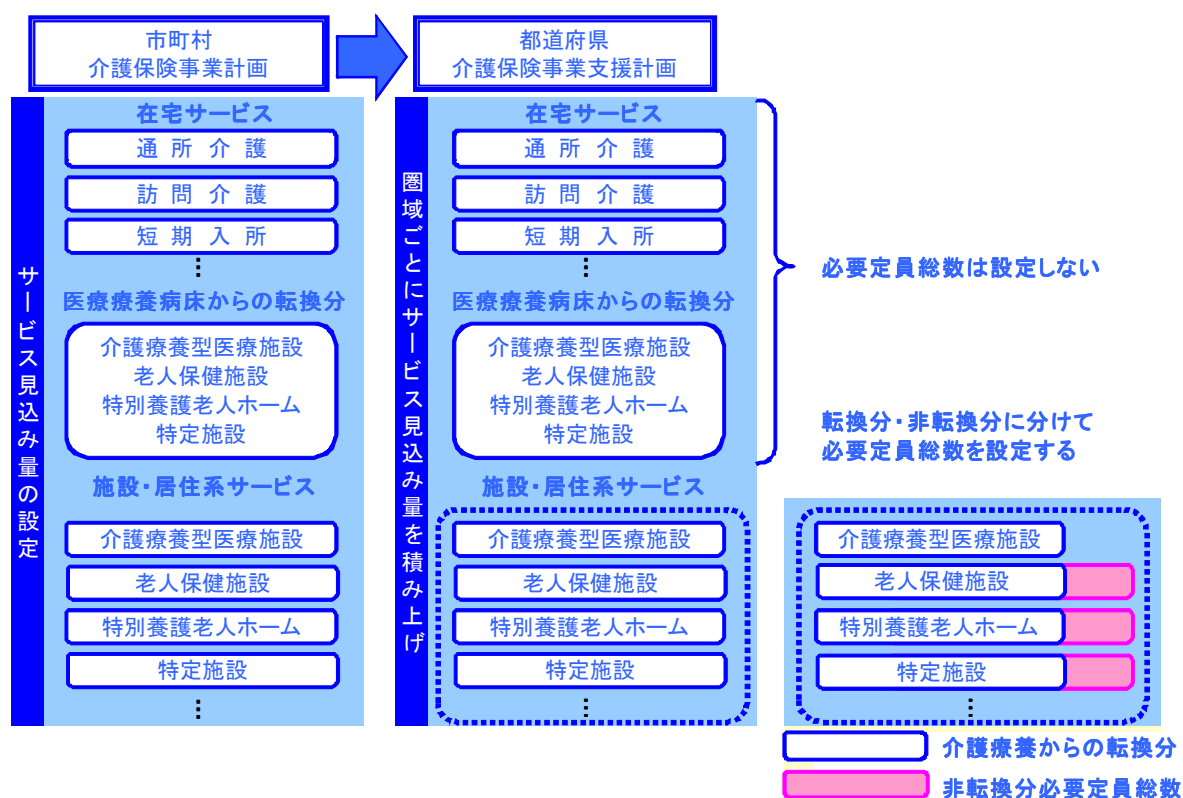 市町村
介護保険事業計画
都道府県
介護保険事業支援計画
サービス見込み量の設定
在宅サービス
通所介護
訪問介護
短期入所
⋮
医療療養病床からの転換分
介護療養型医療施設
老人保健施設
特別養護老人ホーム
特定施設
施設・居住系サービス
介護療養型医療施設
老人保健施設
特別養護老人ホーム
特定施設
⋮
圏域ごとにサービス見込み量を積み上げ
在宅サービス
通所介護
訪問介護
短期入所
⋮
医療療養病床からの転換分
介護療養型医療施設
老人保健施設
特別養護老人ホーム
特定施設
施設・居住系サービス
介護療養型医療施設
老人保健施設
特別養護老人ホーム
特定施設
⋮
必要定員総数は設定しない
転換分・非転換分に分けて
必要定員総数を設定する
介護療養型医療施設
老人保健施設
特別養護老人ホーム
特定施設
⋮
介護療養からの転換分
非転換分必要定員総数